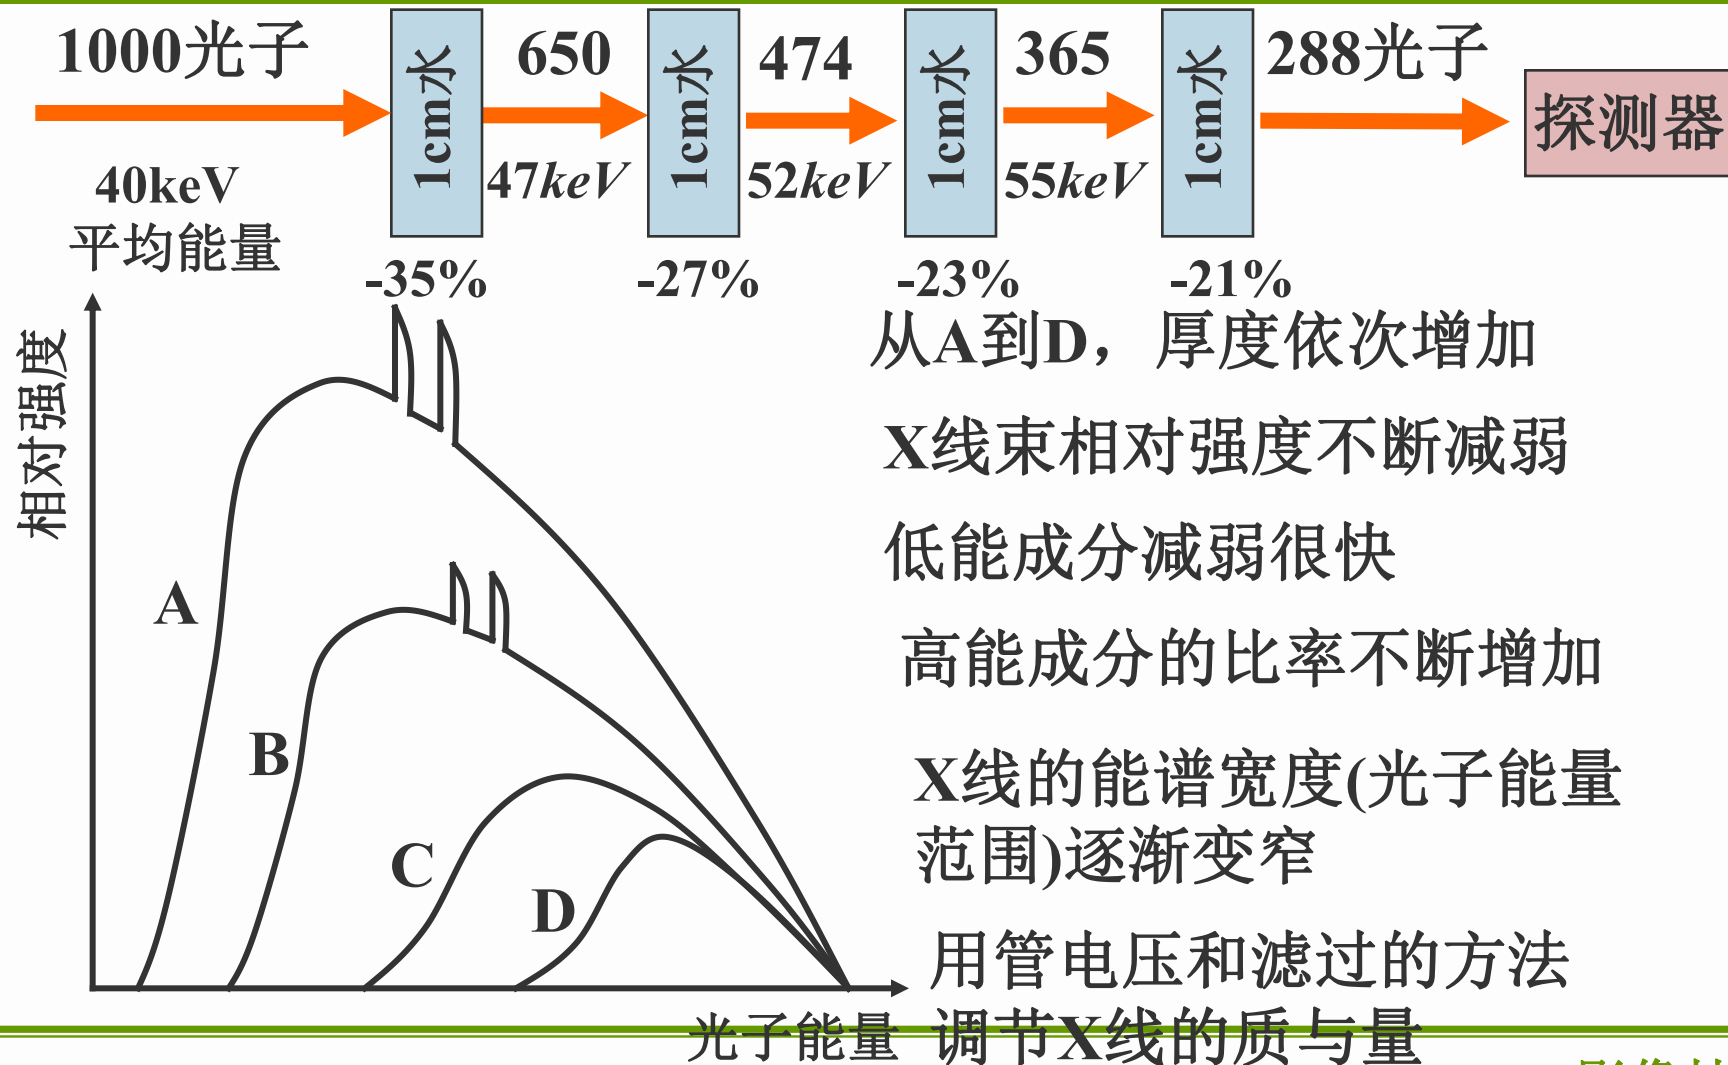 1000光子
650
474
365
288光子
1cm水
1cm水
1cm水
1cm水
探测器
40keV
平均能量
47keV
52keV
55keV
-35%
-27%
-23%
-21%
相对强度
A
B
C
D
光子能量
从A到D，厚度依次增加
X线束相对强度不断减弱
低能成分减弱很快
高能成分的比率不断增加
X线的能谱宽度(光子能量
范围)逐渐变窄
用管电压和滤过的方法
调节X线的质与量